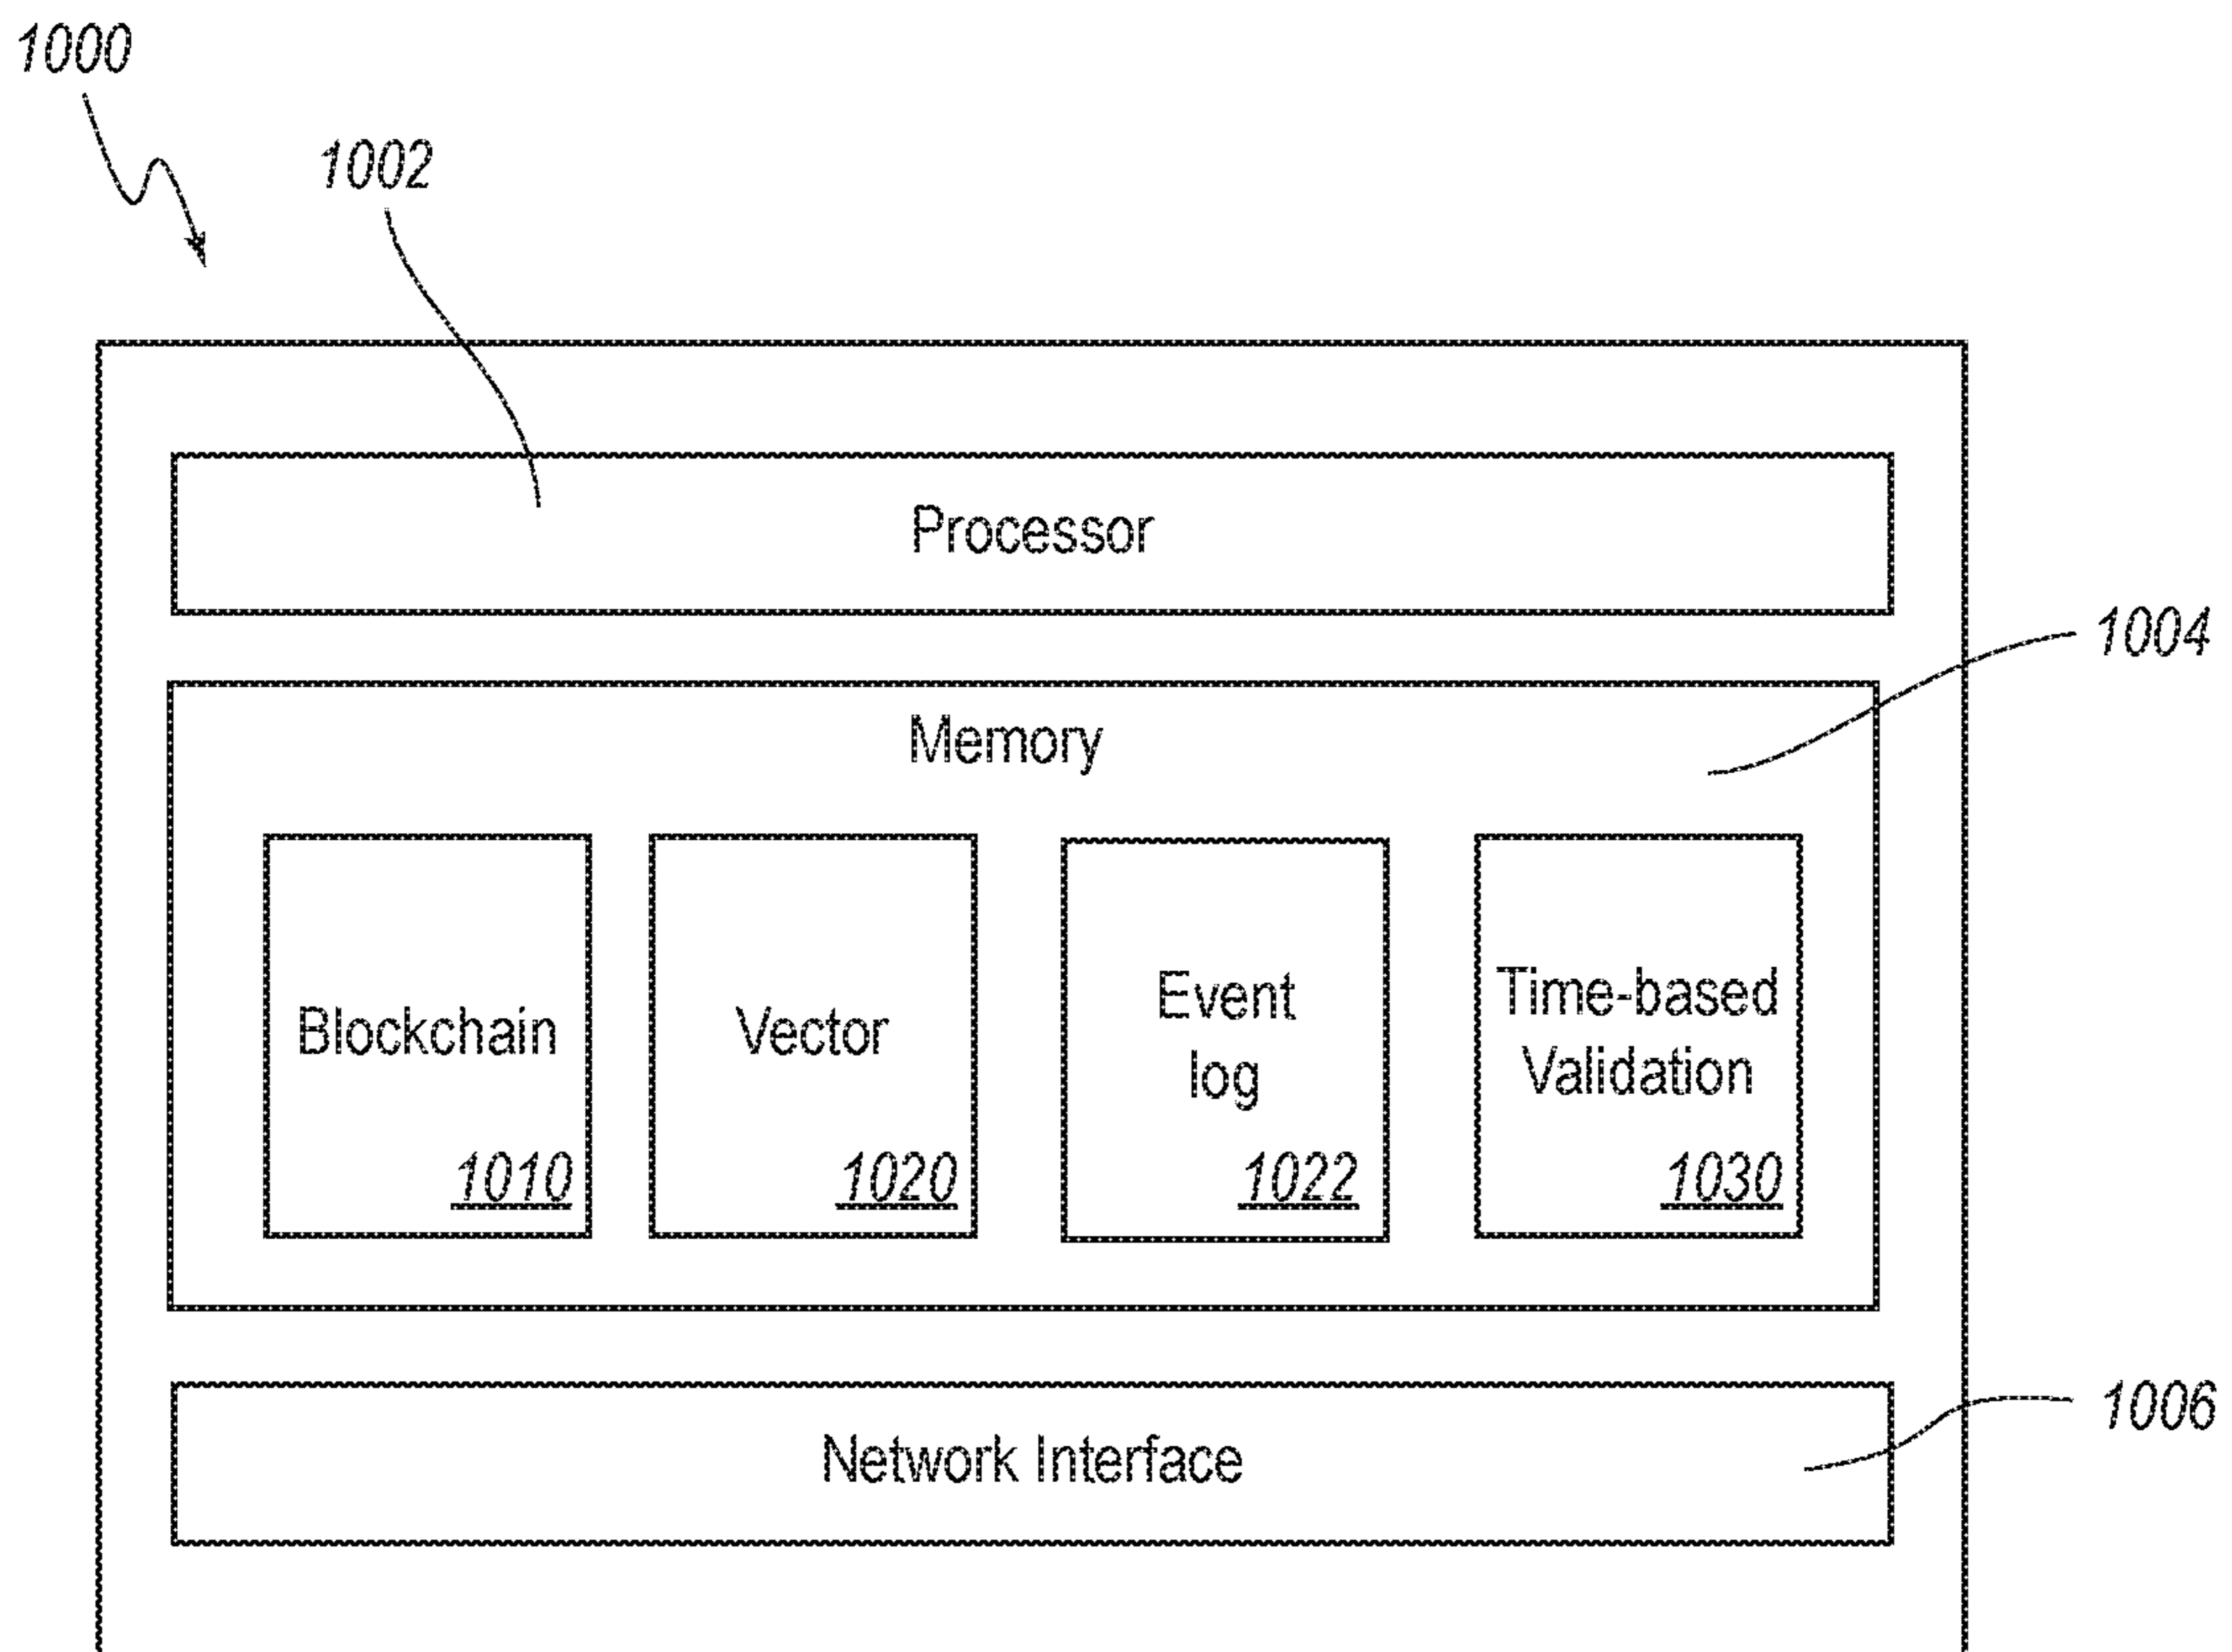 1000
1002
Processor
1004
Memory
Blockchain
1010
Vector
1020
Event
log
1022
Time-based
Validation
1030
1006
Network Interface